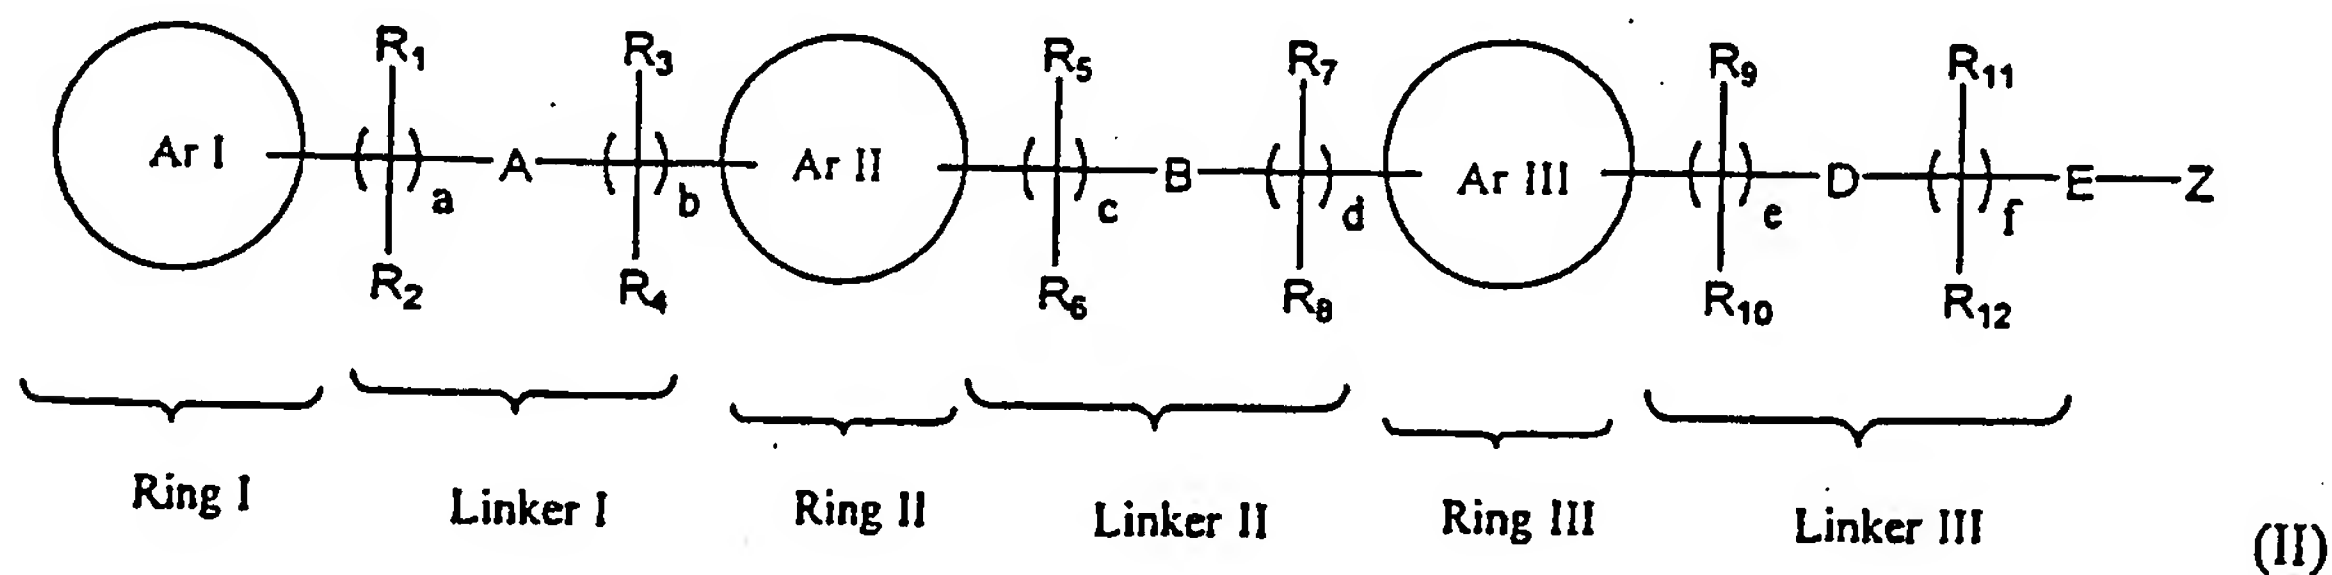 R1 R3 R5 R7 R9 R11
Ar I ( )a A ( )b Ar II ( )c B ( )d Ar III ( )e D ( )f E Z
R2 R4 R6 R8 R10 R12
Ring I Linker I Ring II Linker II Ring III Linker III (II)